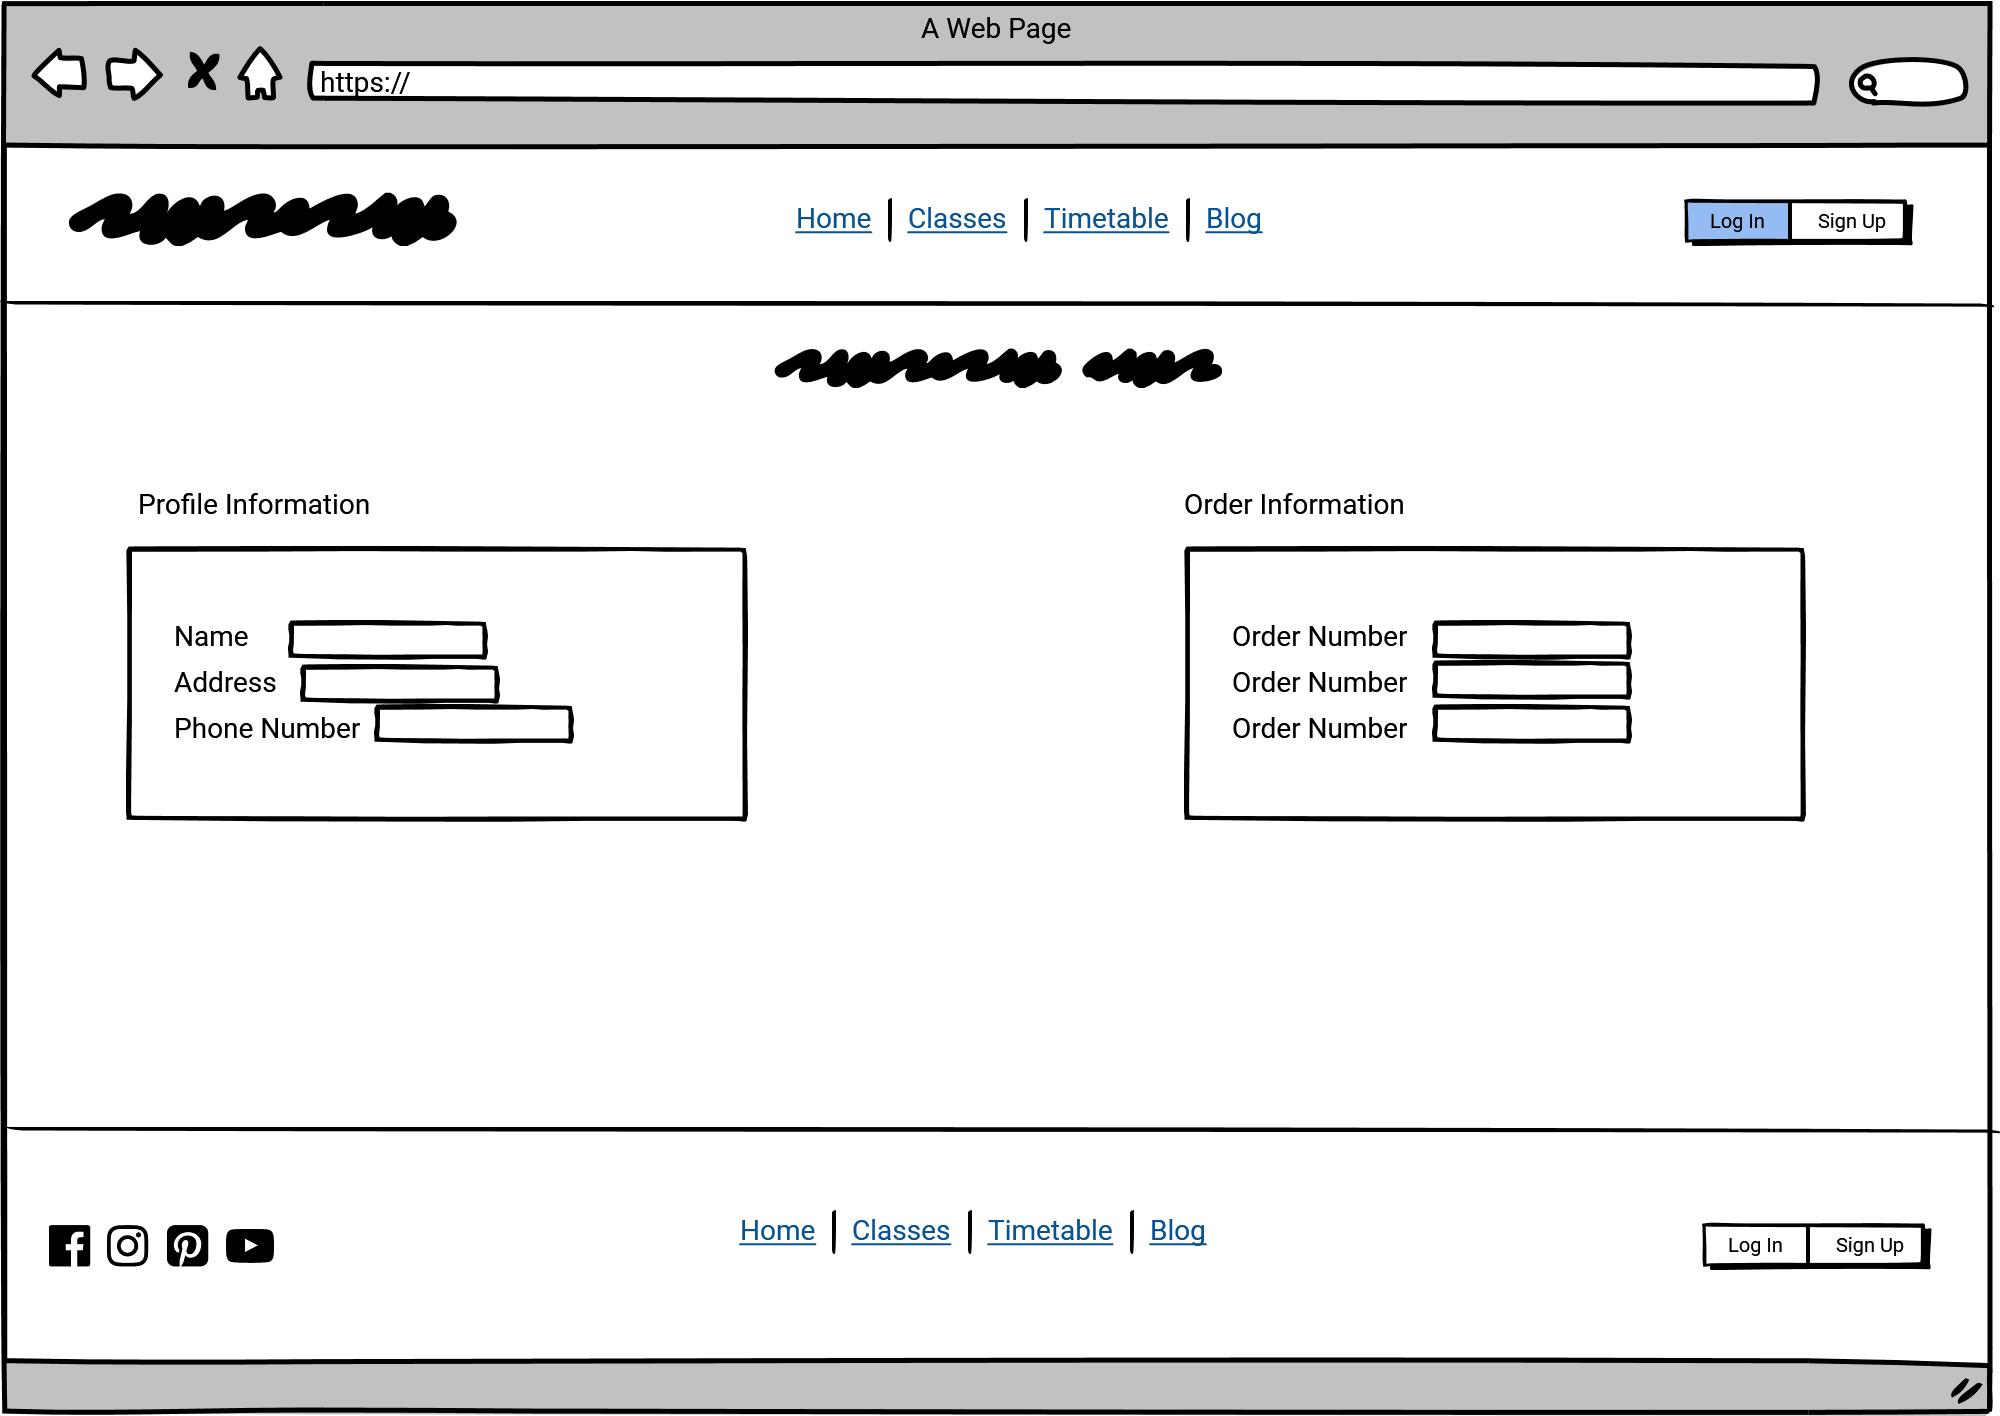 A Web Page
https://
Home Classes Timetable Blog
Log In Sign Up
Profile Information
Name
Address
Phone Number
Order Information
Order Number
Order Number
Order Number
Home Classes Timetable Blog
Log In Sign Up